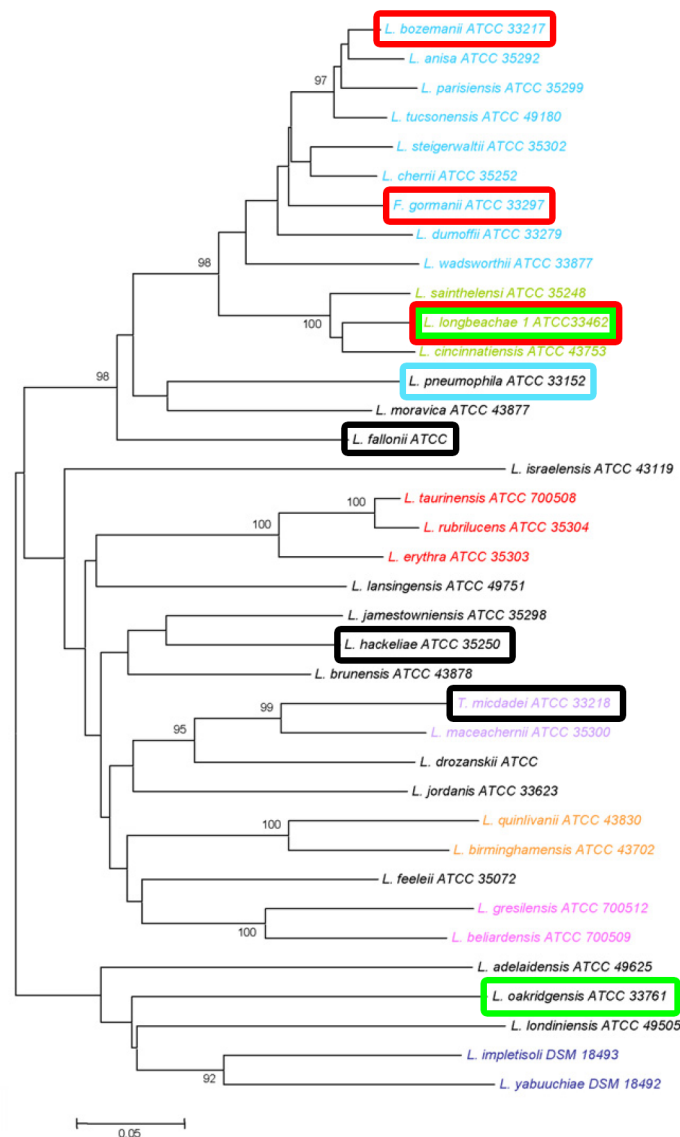 L. bozemanii ATCC 33217
L. anisa ATCC 35292
97
L. parisiensis ATCC 35299
L. tucsonensis ATCC 49180
L. steigerwaltii ATCC 35302
L. cherrii ATCC 35252
F. gormanii ATCC 33297
L. dumoffii ATCC 33279
98
L. wadsworthii ATCC 33877
L. sainthelensi ATCC 35248
100
L. longbeachae 1 ATCC33462
L. cincinnatiensis ATCC 43753
98
L. pneumophila ATCC 33152
L. moravica ATCC 43877
L. fallonii ATCC
L. israelensis ATCC 43119
100
L. taurinensis ATCC 700508
100
L. rubrilucens ATCC 35304
L. erythra ATCC 35303
L. lansingensis ATCC 49751
L. jamestowniensis ATCC 35298
L. hackeliae ATCC 35250
L. brunensis ATCC 43878
99
T. micdadei ATCC 33218
95
L. maceachernii ATCC 35300
L. drozanskii ATCC
L. jordanis ATCC 33623
100
L. quinlivanii ATCC 43830
L. birminghamensis ATCC 43702
L. feeleii ATCC 35072
L. gresilensis ATCC 700512
100
L. beliardensis ATCC 700509
L. adelaidensis ATCC 49625
L. oakridgensis ATCC 33761
L. londiniensis ATCC 49505
L. impletisoli DSM 18493
92
L. yabuuchiae DSM 18492
0.05